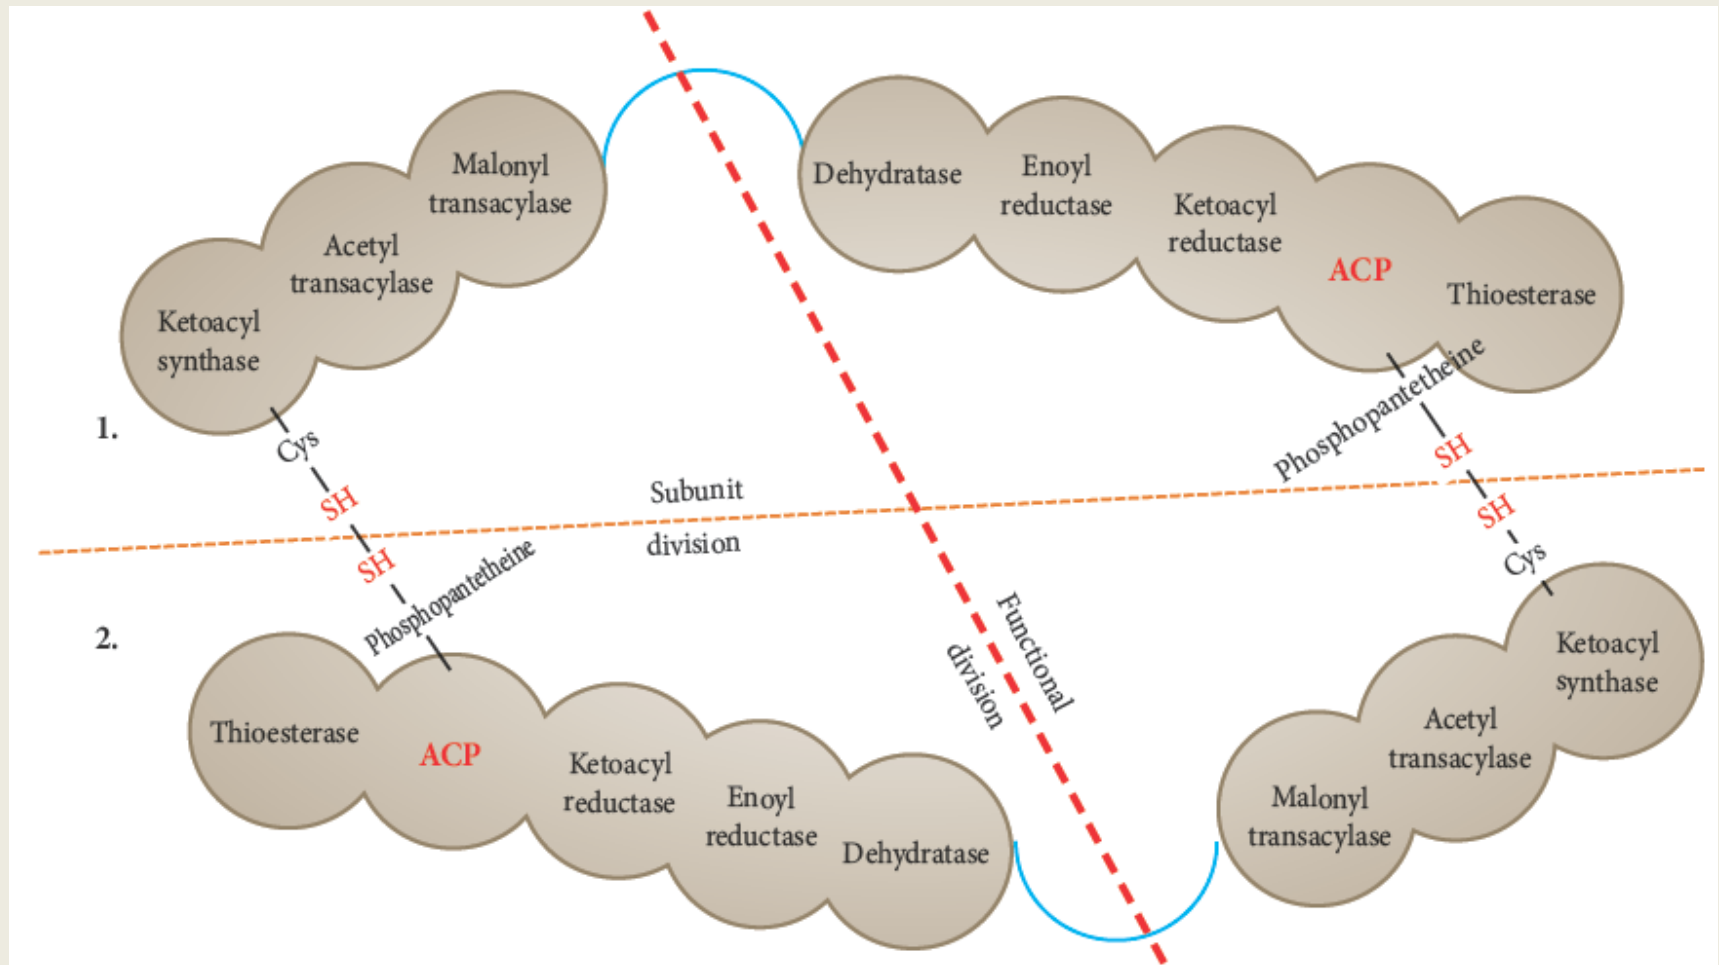 Malonyl
transacylase
Acetyl
transacylase
Ketoacyl
synthase
Dehydratase
Enoyl
reductase
Ketoacyl
reductase
ACP
Thioesterase
1.
Cys
SH
SH
Phosphopantetheine
Subunit
division
Phosphopantetheine
SH
SH
Cys
2.
Thioesterase
ACP
Ketoacyl
reductase
Enoyl
reductase
Dehydratase
Functional
division
Malonyl
transacylase
Acetyl
transacylase
Ketoacyl
synthase